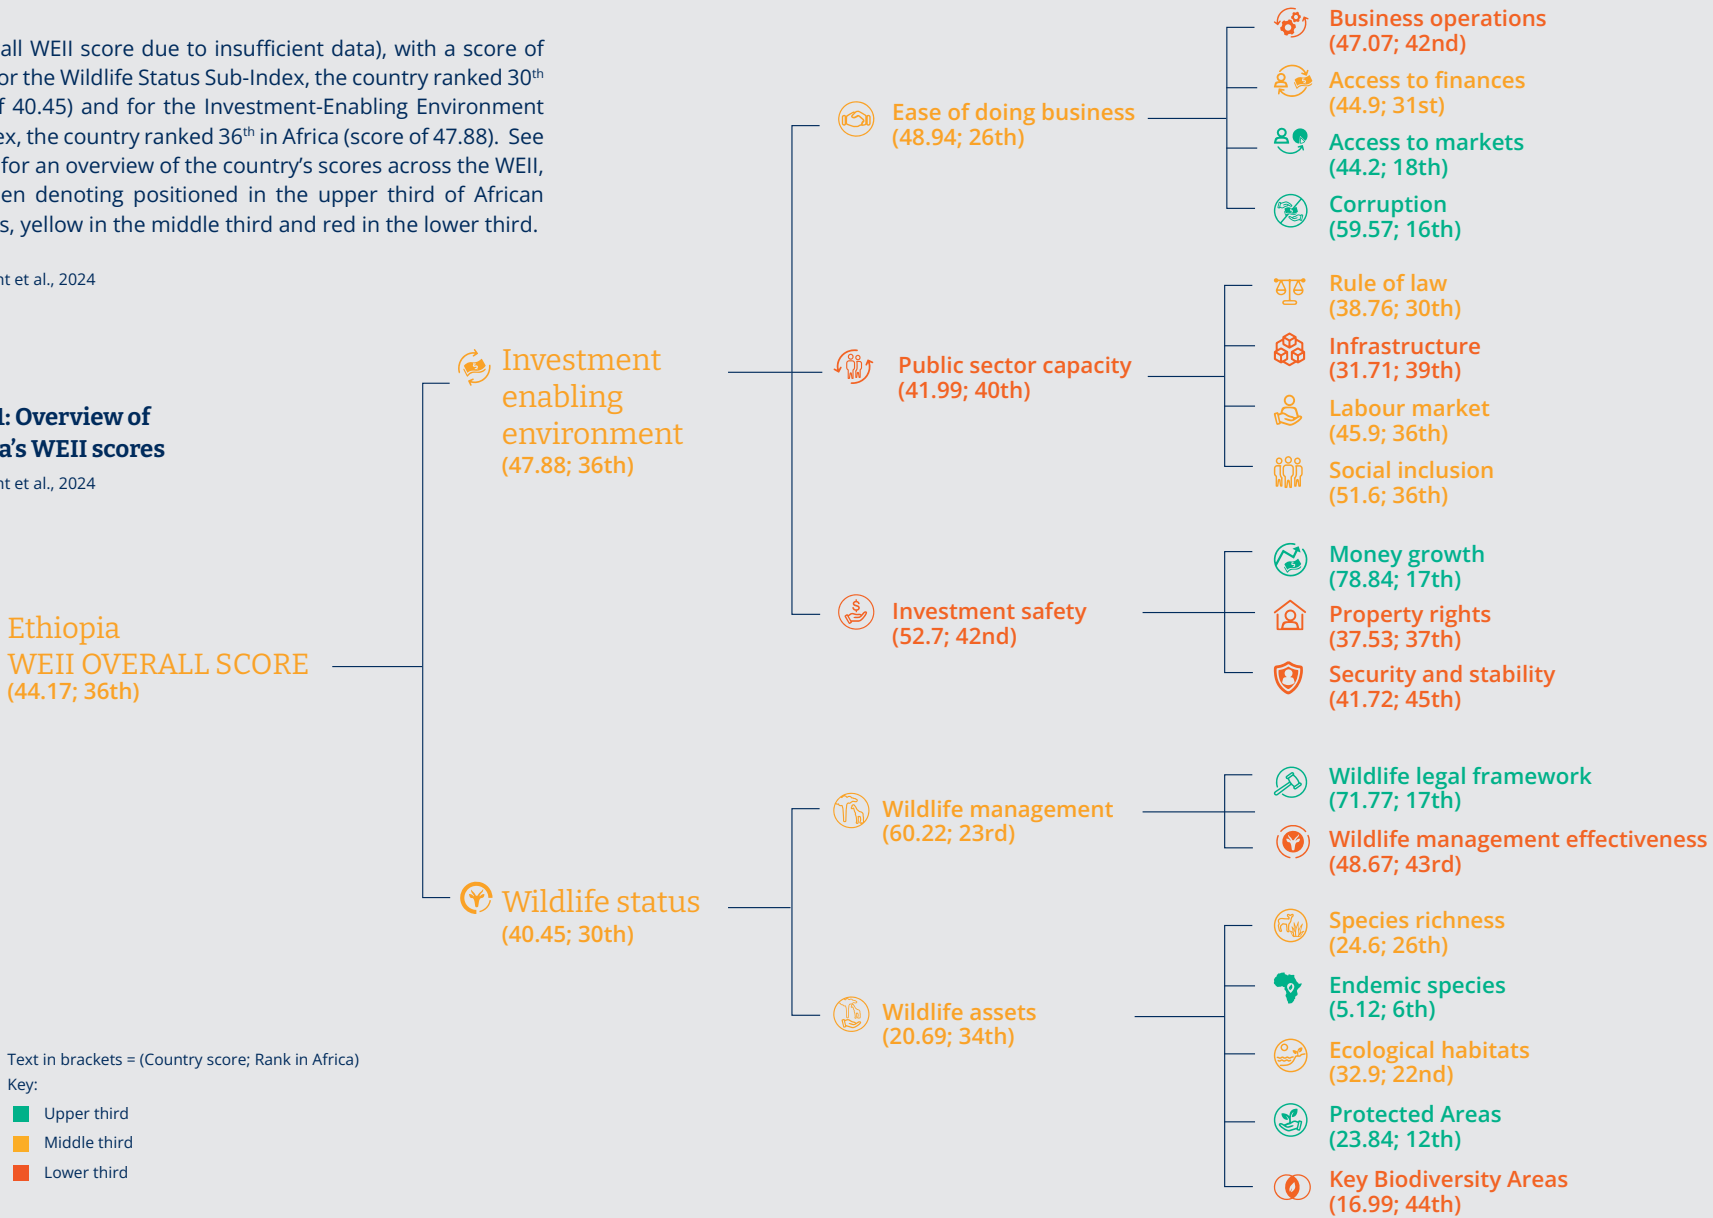 all WEII score due to insufficient data), with a score of
or the Wildlife Status Sub-Index, the country ranked 30th
f 40.45) and for the Investment-Enabling Environment
ex, the country ranked 36th in Africa (score of 47.88). See
for an overview of the country's scores across the WEII,
en denoting positioned in the upper third of African
s, yellow in the middle third and red in the lower third.
nt et al., 2024
1: Overview of
a's WEII scores
nt et al., 2024
Ethiopia
WEII OVERALL SCORE
(44.17; 36th)
Investment
enabling
environment
(47.88; 36th)
Wildlife status
(40.45; 30th)
Ease of doing business
(48.94; 26th)
Public sector capacity
(41.99; 40th)
Investment safety
(52.7; 42nd)
Wildlife management
(60.22; 23rd)
Wildlife assets
(20.69; 34th)
Business operations
(47.07; 42nd)
Access to finances
(44.9; 31st)
Access to markets
(44.2; 18th)
Corruption
(59.57; 16th)
Rule of law
(38.76; 30th)
Infrastructure
(31.71; 39th)
Labour market
(45.9; 36th)
Social inclusion
(51.6; 36th)
Money growth
(78.84; 17th)
Property rights
(37.53; 37th)
Security and stability
(41.72; 45th)
Wildlife legal framework
(71.77; 17th)
Wildlife management effectiveness
(48.67; 43rd)
Species richness
(24.6; 26th)
Endemic species
(5.12; 6th)
Ecological habitats
(32.9; 22nd)
Protected Areas
(23.84; 12th)
Key Biodiversity Areas
(16.99; 44th)
Text in brackets = (Country score; Rank in Africa)
Key:
Upper third
Middle third
Lower third